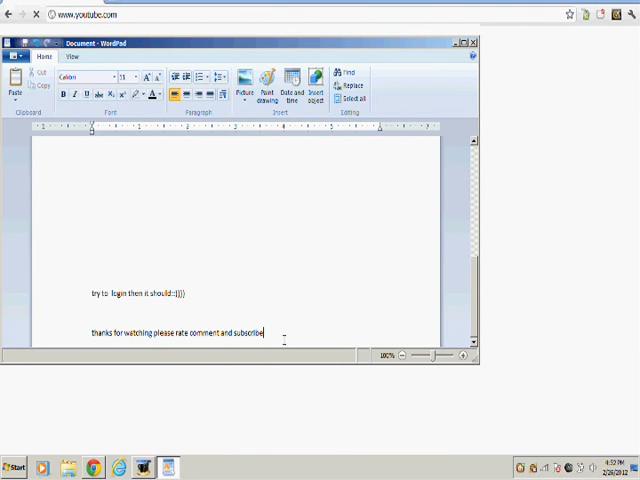 www.youtube.com
Document - WordPad
Home View
Paste
Cut
Copy
Clipboard
Calibri 11
Font
Paragraph
Picture
Paint drawing
Date and time
Insert object
Insert
Find
Replace
Select all
Editing
try to login then it should::))))
thanks for watching please rate comment and subscribe
100%
Start
4:52 PM
2/26/2012